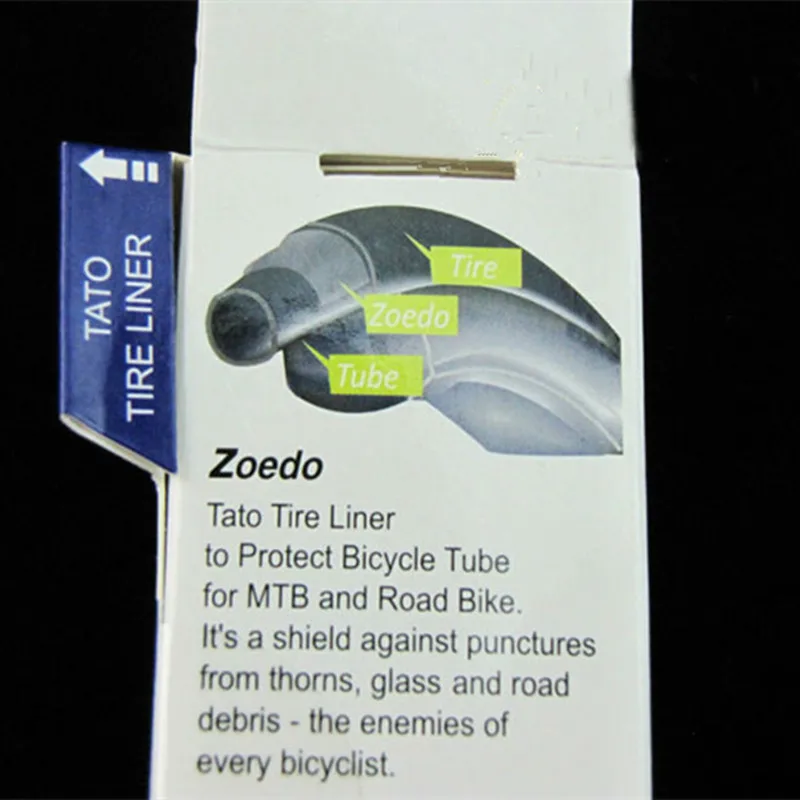 TATO
TIRE LINER
Tire
Zoedo
Tube
Zoedo
Tato Tire Liner
to Protect Bicycle Tube
for MTB and Road Bike.
It's a shield against punctures
from thorns, glass and road
debris - the enemies of
every bicyclist.